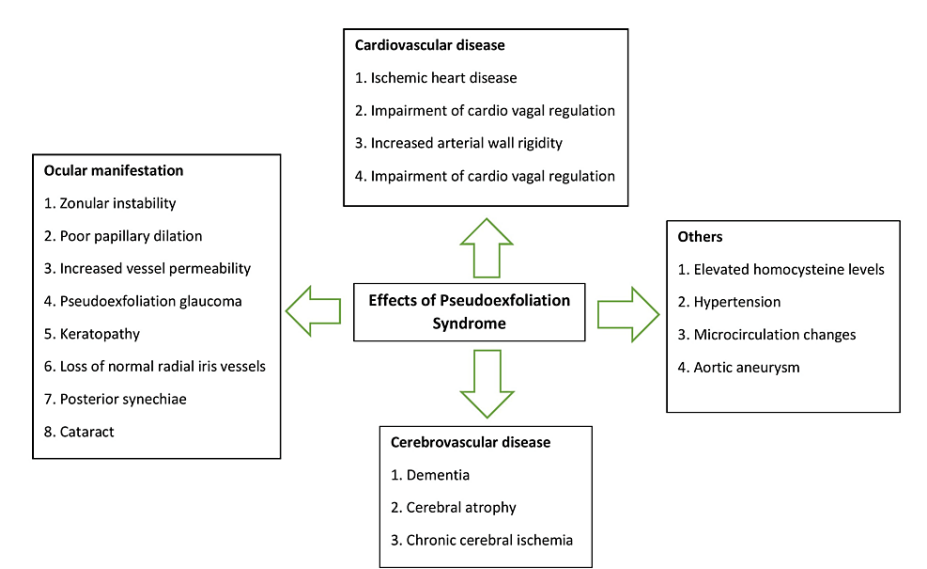 Cardiovascular disease
1. Ischemic heart disease
2. Impairment of cardio vagal regulation
3. Increased arterial wall rigidity
4. Impairment of cardio vagal regulation
Ocular manifestation
1. Zonular instability
2. Poor papillary dilation
3. Increased vessel permeability
4. Pseudoexfoliation glaucoma
5. Keratopathy
6. Loss of normal radial iris vessels
7. Posterior synechiae
8. Cataract
Effects of Pseudoexfoliation
Syndrome
Others
1. Elevated homocysteine levels
2. Hypertension
3. Microcirculation changes
4. Aortic aneurysm
Cerebrovascular disease
1. Dementia
2. Cerebral atrophy
3. Chronic cerebral ischemia